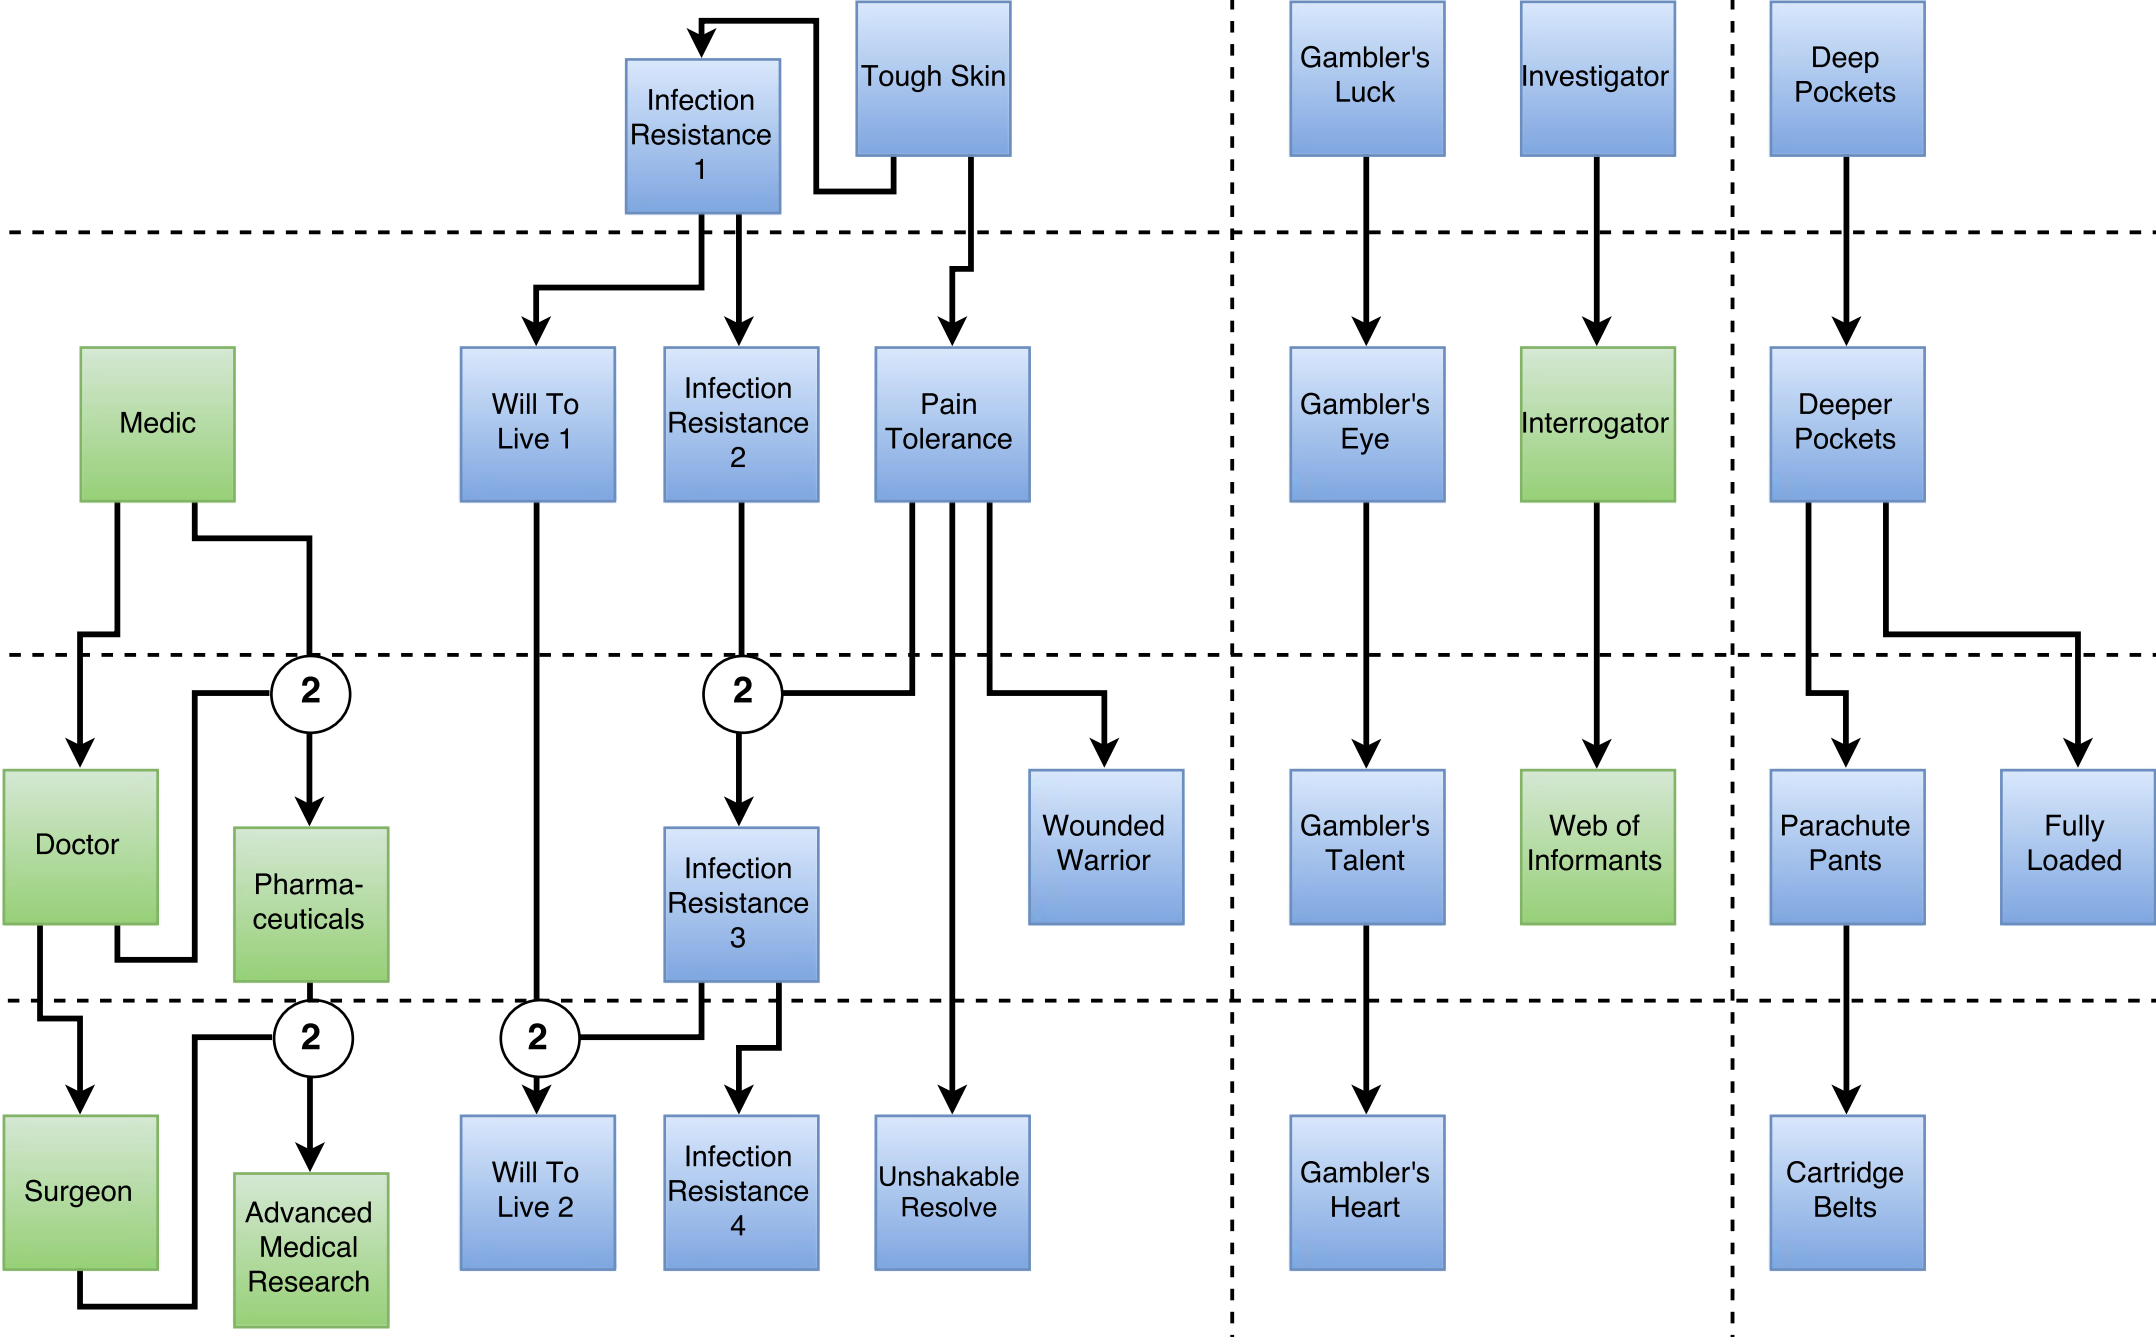 Tough Skin
Infection
Resistance
1
Gambler's
Luck
Investigator
Deep
Pockets
Medic
Will To
Live 1
Infection
Resistance
2
Pain
Tolerance
Gambler's
Eye
Interrogator
Deeper
Pockets
2
2
Doctor
Pharma-
ceuticals
Infection
Resistance
3
Wounded
Warrior
Gambler's
Talent
Web of
Informants
Parachute
Pants
Fully
Loaded
2
2
Surgeon
Advanced
Medical
Research
Will To
Live 2
Infection
Resistance
4
Unshakable
Resolve
Gambler's
Heart
Cartridge
Belts